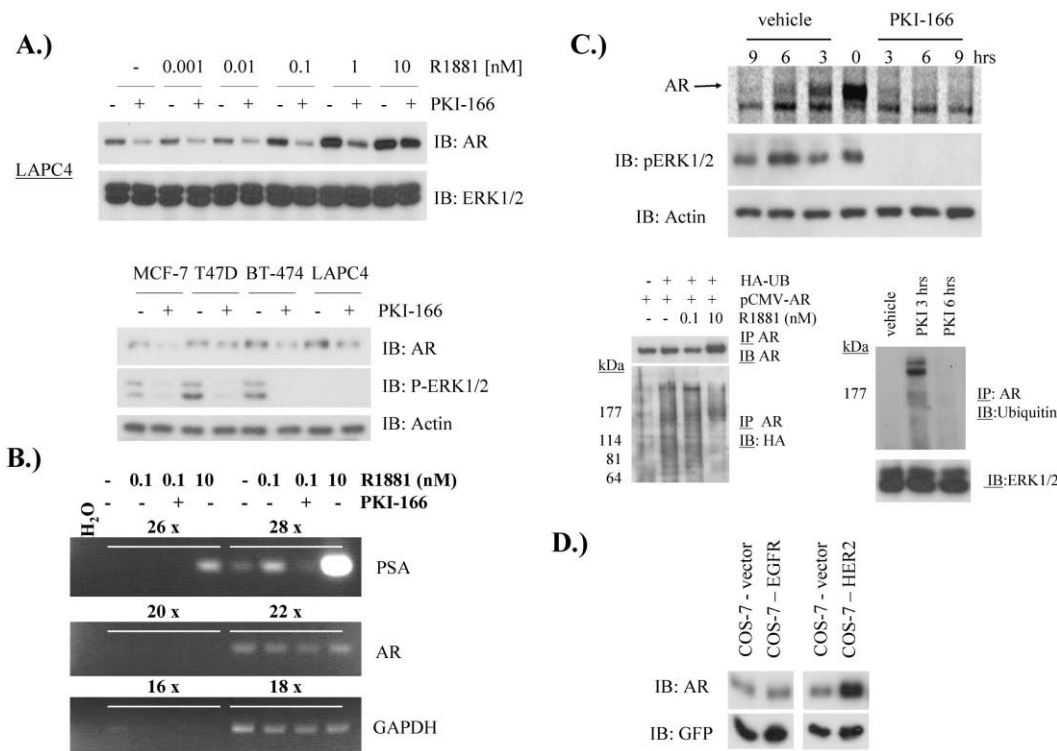 A.)
- 0.001 0.01 0.1 1 10 R1881 [nM]
- + - + - + - + - + - + PKI-166
IB: AR
LAPC4
IB: ERK1/2
MCF-7 T47D BT-474 LAPC4
- + - + - + - + PKI-166
IB: AR
IB: P-ERK1/2
IB: Actin
B.)
- 0.1 0.1 10 - 0.1 0.1 10 R1881 (nM)
- - + - - - + - PKI-166
H2O
26 x 28 x
PSA
20 x 22 x
AR
16 x 18 x
GAPDH
C.)
vehicle PKI-166
9 6 3 0 3 6 9 hrs
AR
IB: pERK1/2
IB: Actin
- + + + HA-UB
+ + + + pCMV-AR
- - 0.1 10 R1881 (nM)
IP AR
IB AR
kDa
177
114
81
64
IP AR
IB: HA
vehicle
PKI 3 hrs
PKI 6 hrs
kDa
177
IP: AR
IB:Ubiquitin
IB:ERK1/2
D.)
COS-7 - vector
COS-7 – EGFR
COS-7 - vector
COS-7 – HER2
IB: AR
IB: GFP